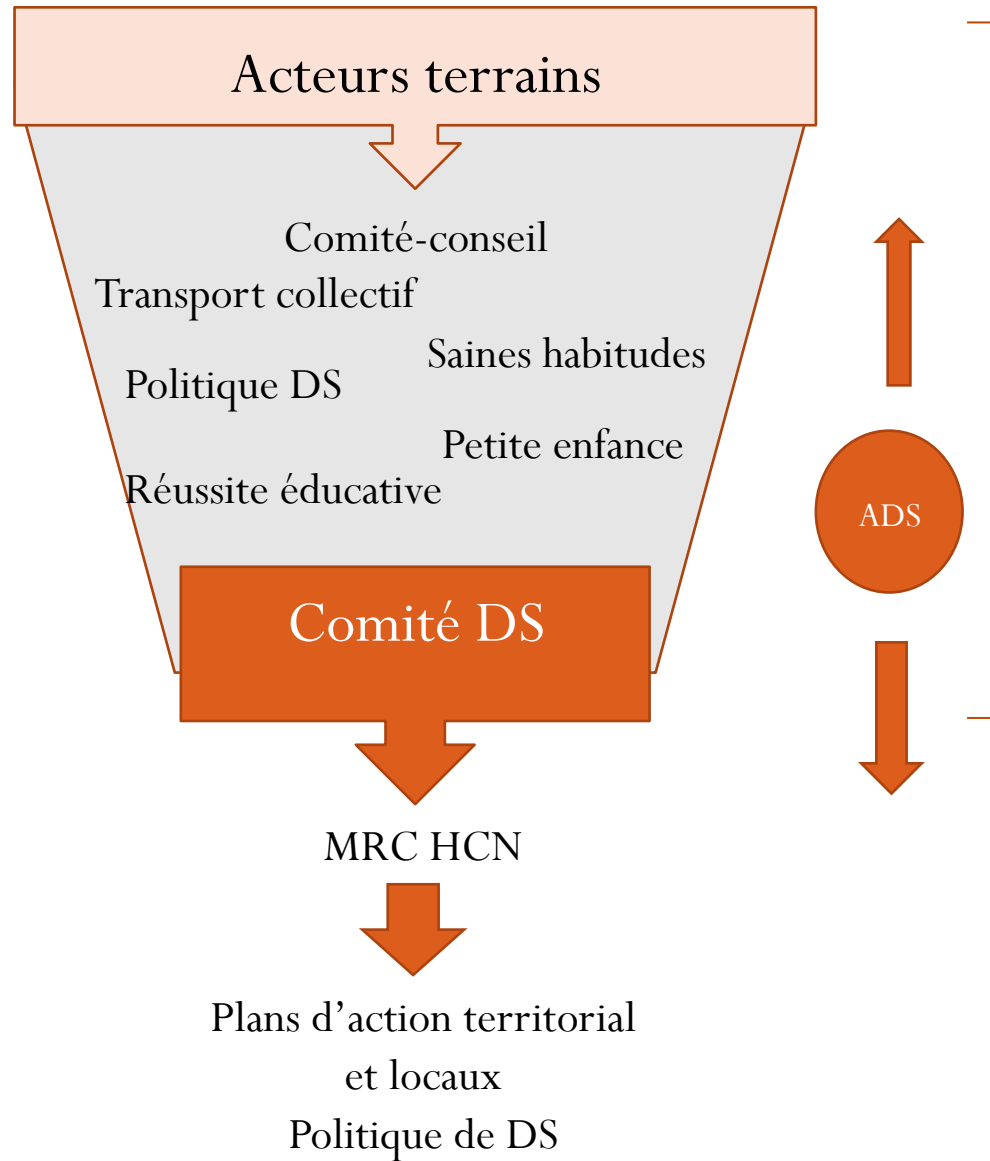 Acteurs terrains
Comité-conseil
Transport collectif
Saines habitudes
Politique DS
Petite enfance
Réussite éducative
ADS
Comité DS
MRC HCN
Plans d’action territorial
et locaux
Politique de DS